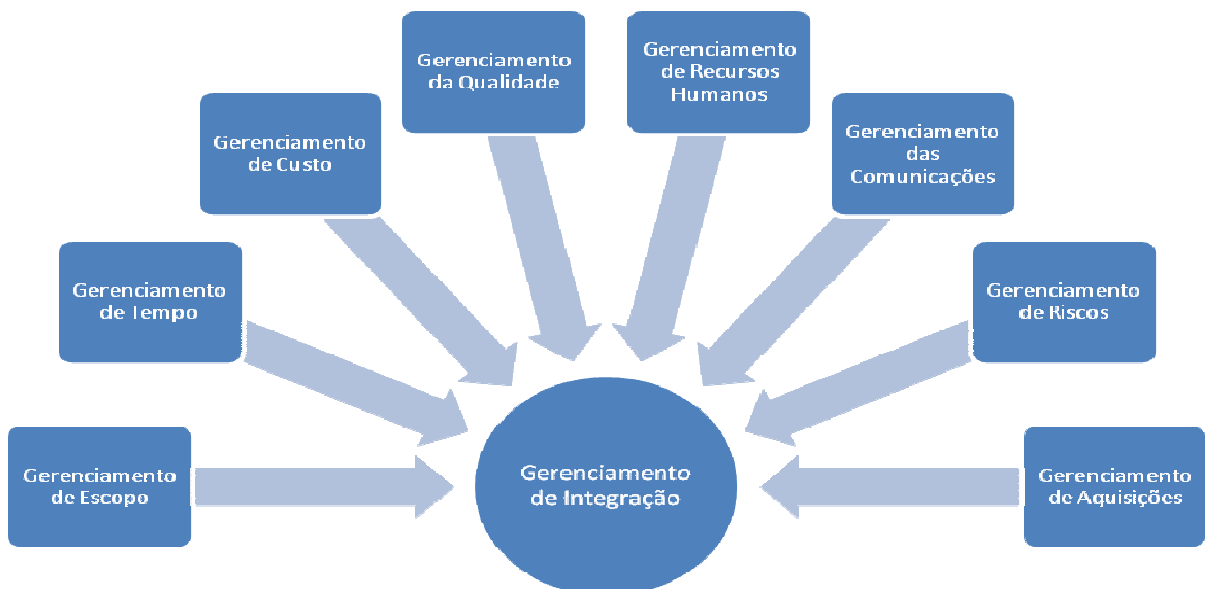 Gerenciamento
da Qualidade
Gerenciamento
de Recursos
Humanos
Gerenciamento
de Custo
Gerenciamento
das
Comunicações
Gerenciamento
de Tempo
Gerenciamento
de Riscos
Gerenciamento
de Escopo
Gerenciamento
de Integração
Gerenciamento
de Aquisições